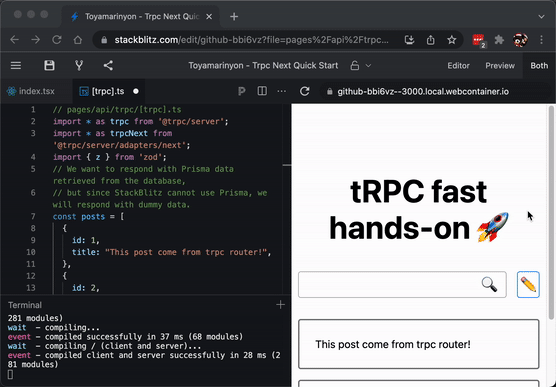 Toyamarinyon - Trpc Next Quick Start
stackblitz.com/edit/github-bbi6vz?file=pages%2Fapi%2Ftrpc...
2
Toyamarinyon - Trpc Next Quick Start
Editor
Preview
Both
index.tsx
TS [trpc].ts
github-bbi6vz--3000.local.webcontainer.io
1 // pages/api/trpc/[trpc].ts
2 import * as trpc from '@trpc/server';
3 import * as trpcNext from
'@trpc/server/adapters/next';
4 import { z } from 'zod';
5 // We want to respond with Prisma data
retrieved from the database,
6 // but since StackBlitz cannot use Prisma, we
will respond with dummy data.
7 const posts = [
8 {
9 id: 1,
10 title: "This post come from trpc router!",
11 },
12 {
13 id: 2,
Terminal
281 modules)
wait - compiling...
event - compiled successfully in 37 ms (68 modules)
wait - compiling / (client and server)...
event - compiled client and server successfully in 28 ms (2
81 modules)
tRPC fast
hands-on 🚀
This post come from trpc router!